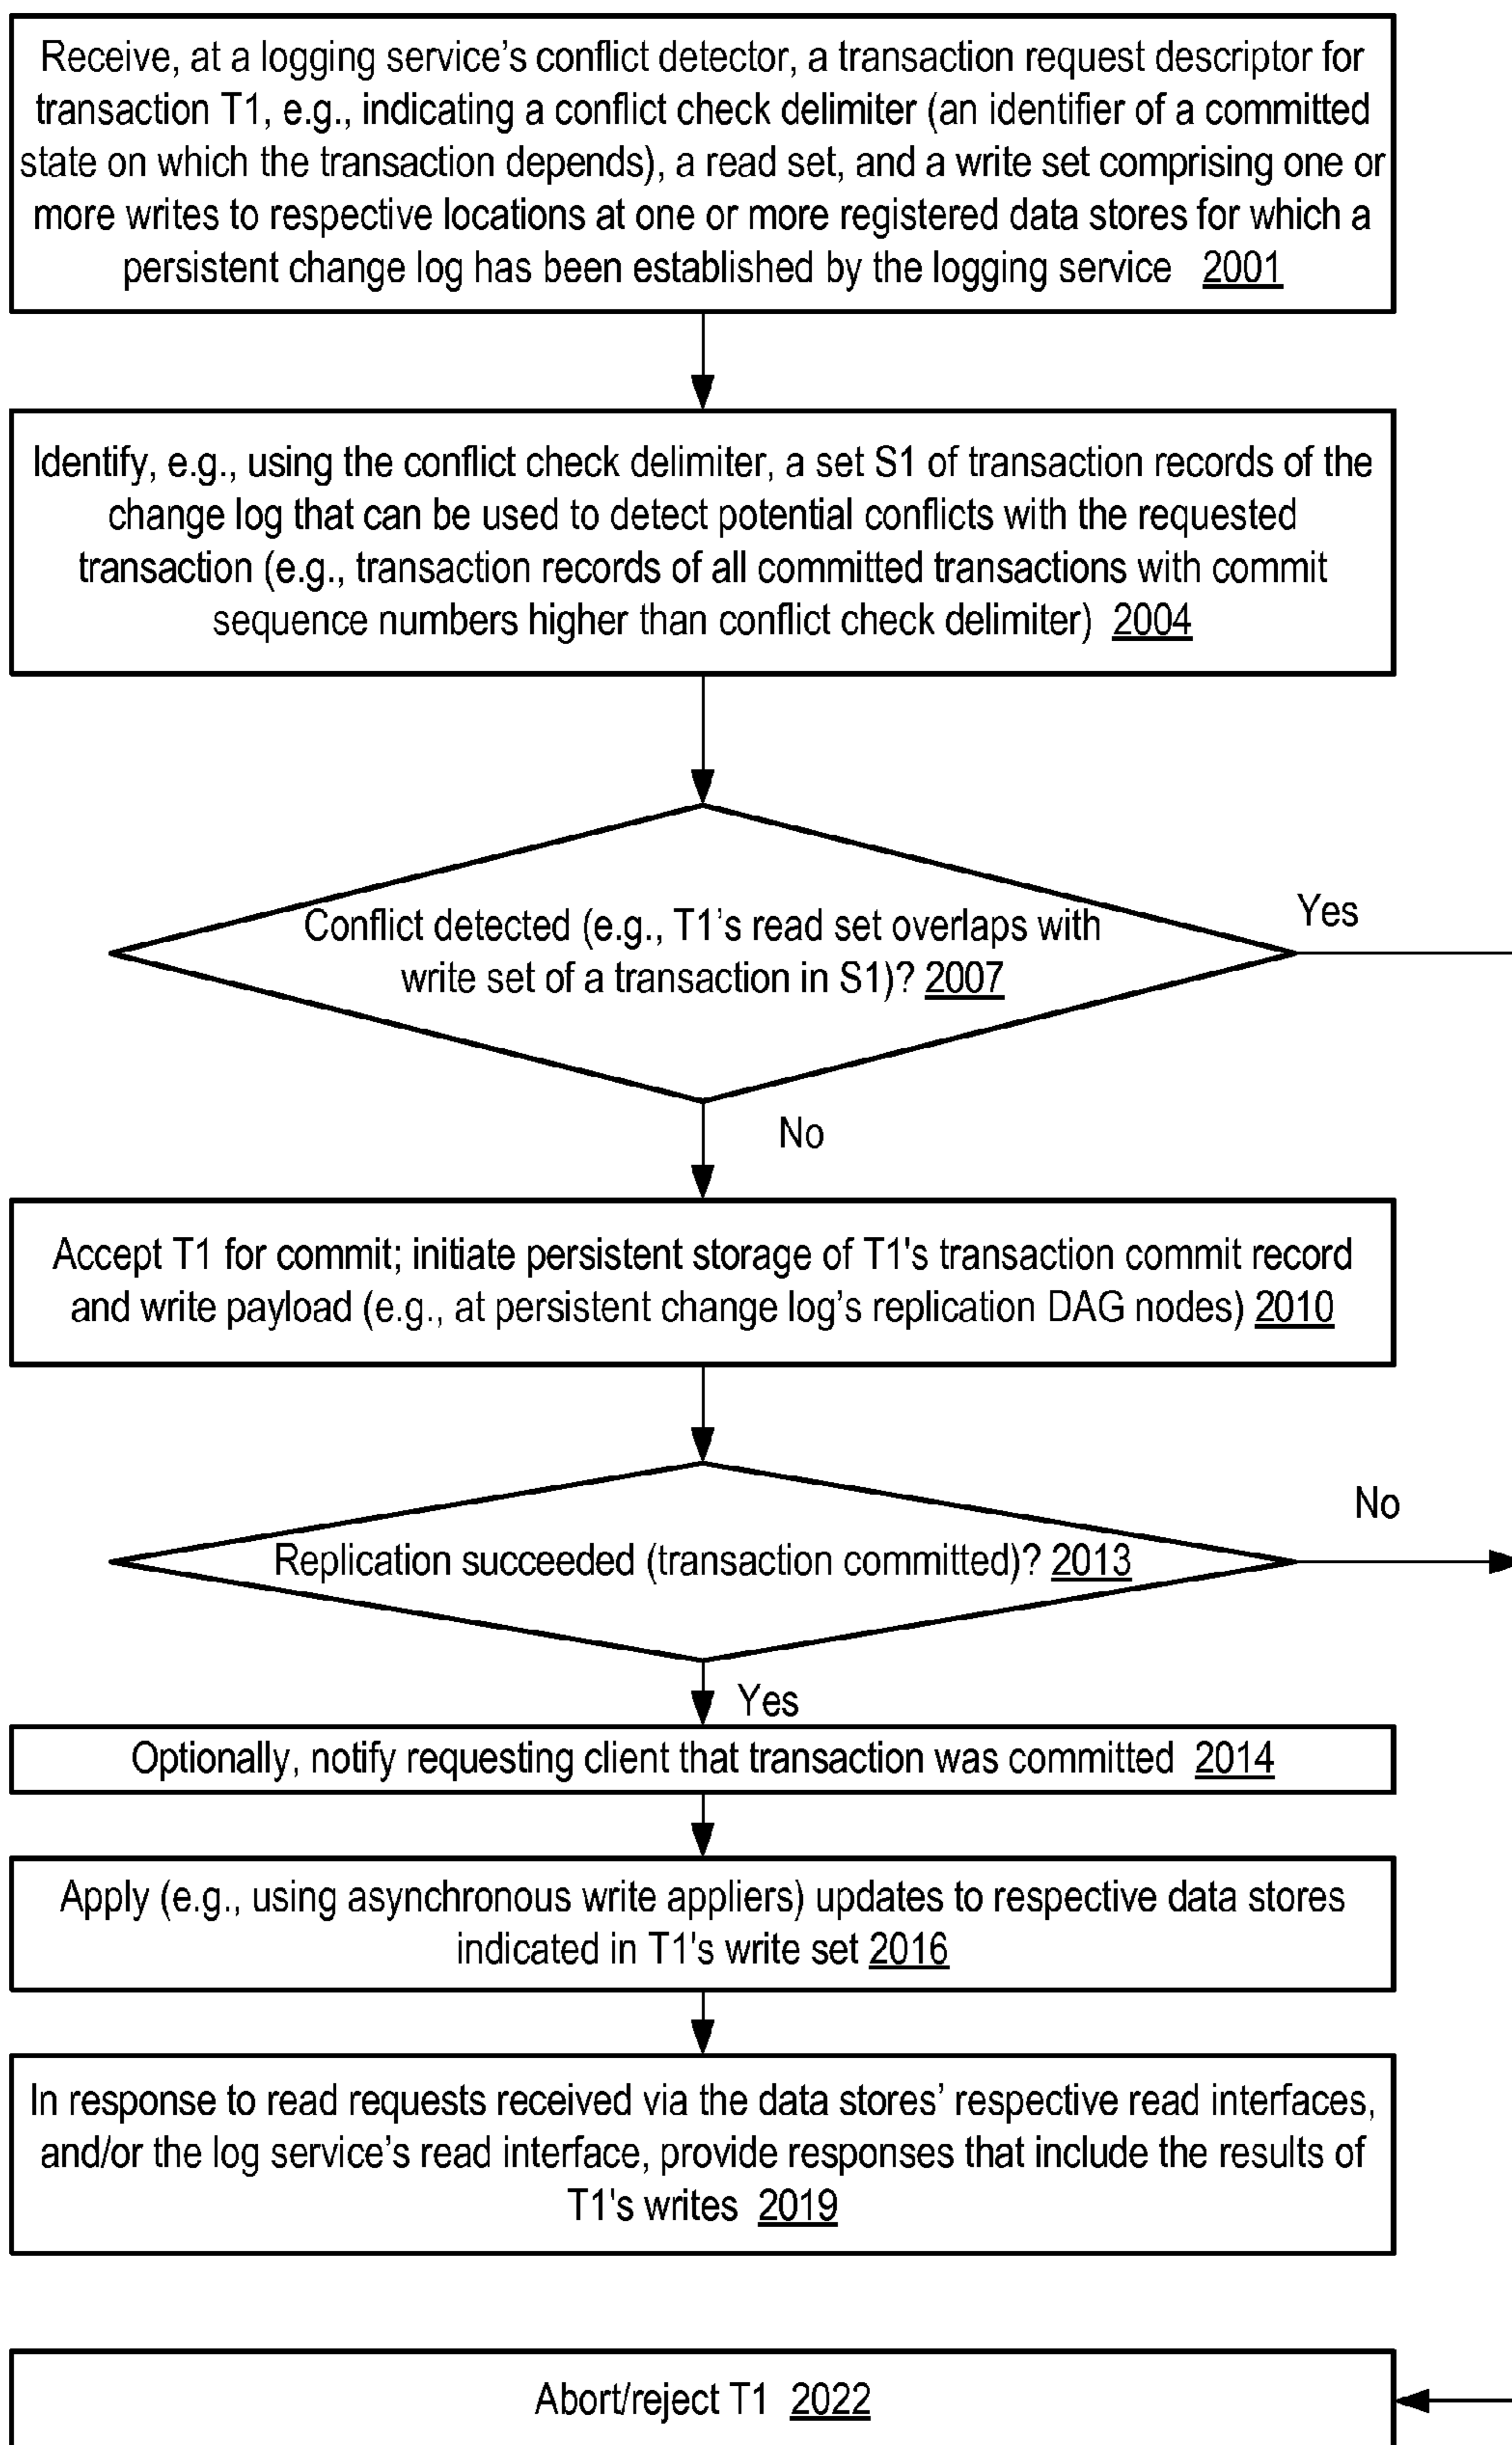 Receive, at a logging service’s conflict detector, a transaction request descriptor for
transaction T1, e.g., indicating a conflict check delimiter (an identifier of a committed
state on which the transaction depends), a read set, and a write set comprising one or
more writes to respective locations at one or more registered data stores for which a
persistent change log has been established by the logging service 2001
Identify, e.g., using the conflict check delimiter, a set S1 of transaction records of the
change log that can be used to detect potential conflicts with the requested
transaction (e.g., transaction records of all committed transactions with commit
sequence numbers higher than conflict check delimiter) 2004
Conflict detected (e.g., T1’s read set overlaps with
write set of a transaction in S1)? 2007
Yes
No
Accept T1 for commit; initiate persistent storage of T1's transaction commit record
and write payload (e.g., at persistent change log’s replication DAG nodes) 2010
No
Replication succeeded (transaction committed)? 2013
Yes
Optionally, notify requesting client that transaction was committed 2014
Apply (e.g., using asynchronous write appliers) updates to respective data stores
indicated in T1's write set 2016
In response to read requests received via the data stores’ respective read interfaces,
and/or the log service’s read interface, provide responses that include the results of
T1's writes 2019
Abort/reject T1 2022